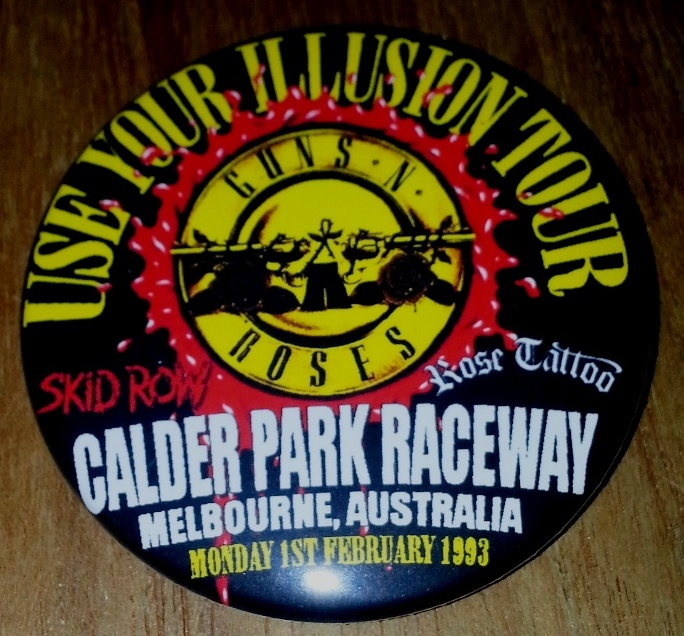 USE YOUR ILLUSION TOUR
GUNS N'
ROSES
SKID ROW
Rose Tattoo
CALDER PARK RACEWAY
MELBOURNE, AUSTRALIA
MONDAY 1ST FEBRUARY 1993